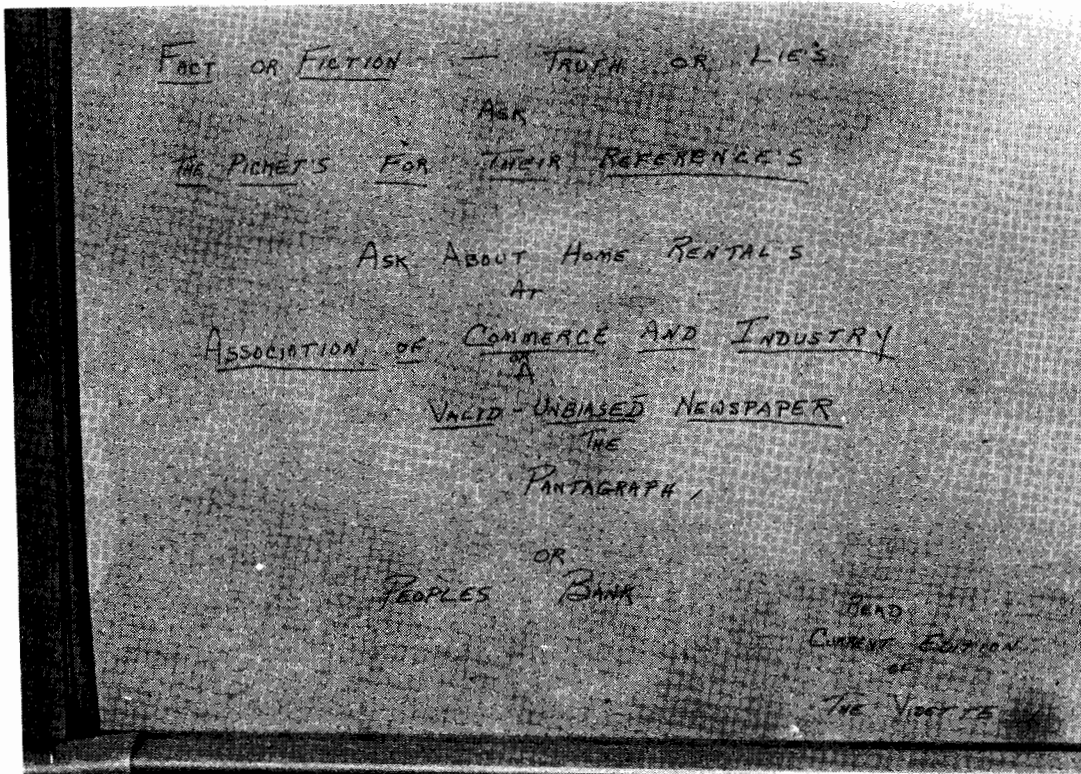 FACT OR FICTION — TRUTH OR LIE'S
ASK
THE PICKET'S FOR THEIR REFERENCE'S
ASK ABOUT HOME RENTAL'S
AT
ASSOCIATION OF COMMERCE AND INDUSTRY
OR
A
VALID - UNBIASED NEWSPAPER
THE
PANTAGRAPH,
OR
PEOPLES BANK
READ
CURRENT EDITION
OF
THE VIDETTE